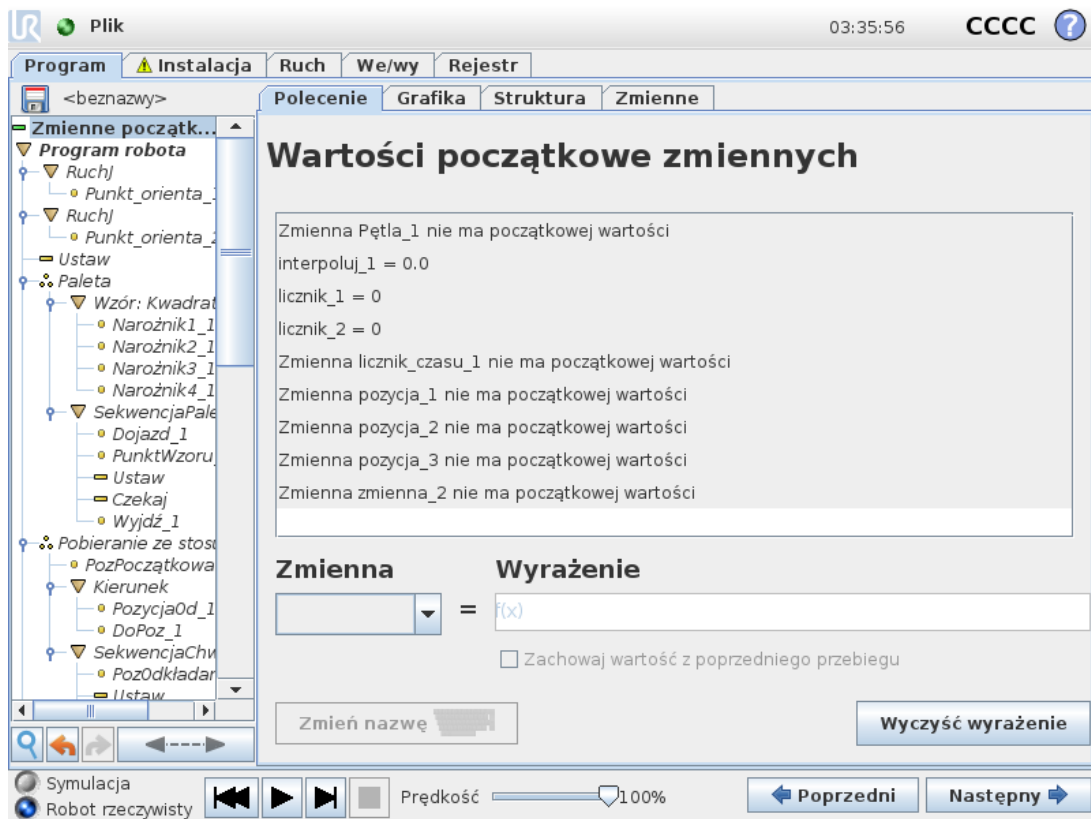 Plik
03:35:56
CCCC
?
Program
Instalacja
Ruch
We/wy
Rejestr
<beznazwy>
Polecenie
Grafika
Struktura
Zmienne
Zmienne początk...
Program robota
RuchJ
Punkt_orienta_1
RuchJ
Punkt_orienta_2
Ustaw
Paleta
Wzór: Kwadrat
Narożnik1_1
Narożnik2_1
Narożnik3_1
Narożnik4_1
SekwencjaPale
Dojazd_1
PunktWzoru_
Ustaw
Czekaj
Wyjdź_1
Pobieranie ze stosu
PozPoczątkowa
Kierunek
PozycjaOd_1
DoPoz_1
SekwencjaChw
PozOdkładan
Ustaw
Wartości początkowe zmiennych
Zmienna Pętla_1 nie ma początkowej wartości
interpoluj_1 = 0.0
licznik_1 = 0
licznik_2 = 0
Zmienna licznik_czasu_1 nie ma początkowej wartości
Zmienna pozycja_1 nie ma początkowej wartości
Zmienna pozycja_2 nie ma początkowej wartości
Zmienna pozycja_3 nie ma początkowej wartości
Zmienna zmienna_2 nie ma początkowej wartości
Zmienna
Wyrażenie
=
f(x)
Zachowaj wartość z poprzedniego przebiegu
Zmień nazwę
Wyczyść wyrażenie
Symulacja
Robot rzeczywisty
Prędkość
100%
Poprzedni
Następny